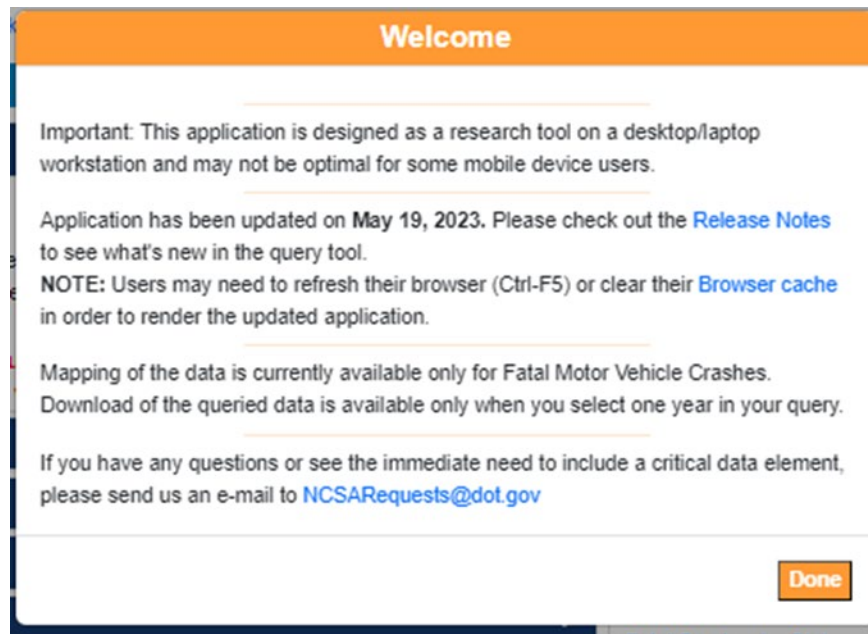 Welcome
Important: This application is designed as a research tool on a desktop/laptop
workstation and may not be optimal for some mobile device users.
Application has been updated on May 19, 2023. Please check out the Release Notes
to see what's new in the query tool.
NOTE: Users may need to refresh their browser (Ctrl-F5) or clear their Browser cache
in order to render the updated application.
Mapping of the data is currently available only for Fatal Motor Vehicle Crashes.
Download of the queried data is available only when you select one year in your query.
If you have any questions or see the immediate need to include a critical data element,
please send us an e-mail to NCSARequests@dot.gov
Done